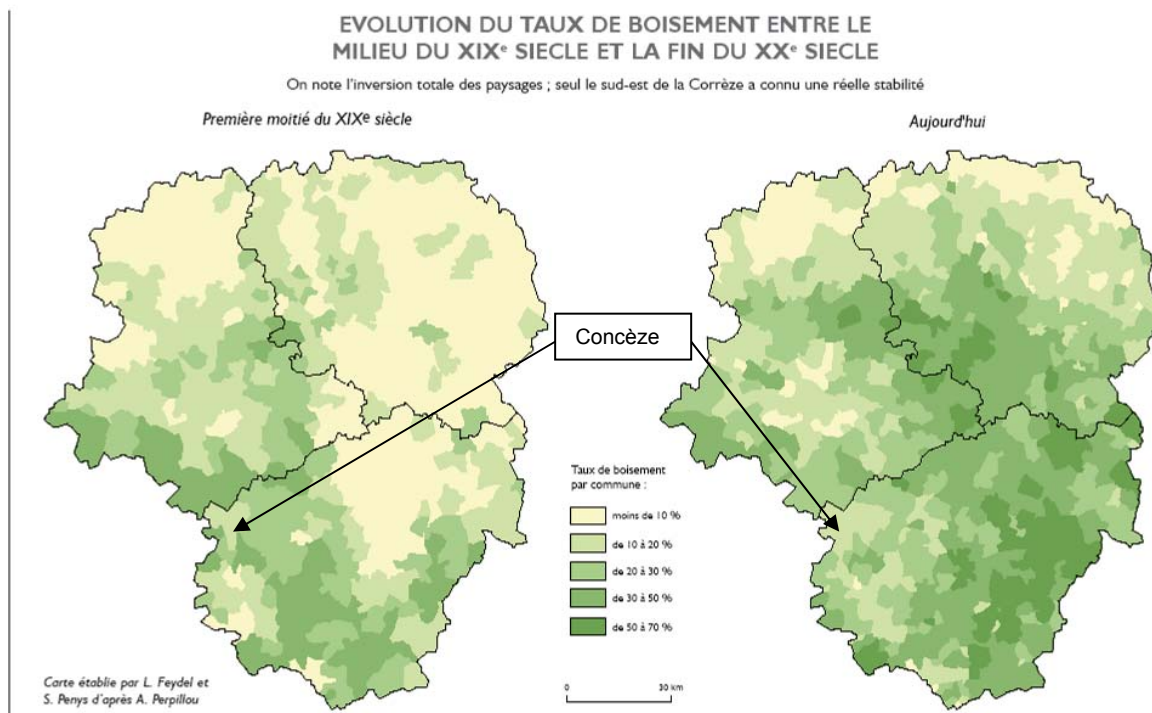 EVOLUTION DU TAUX DE BOISEMENT ENTRE LE
MILIEU DU XIXe SIECLE ET LA FIN DU XXe SIECLE
On note l'inversion totale des paysages ; seul le sud-est de la Corrèze a connu une réelle stabilité
Première moitié du XIXe siècle
Aujourd'hui
Concèze
Taux de boisement
par commune :
moins de 10 %
de 10 à 20 %
de 20 à 30 %
de 30 à 50 %
de 50 à 70 %
Carte établie par L. Feydel et
S. Penys d'après A. Perpillou
0 30 km